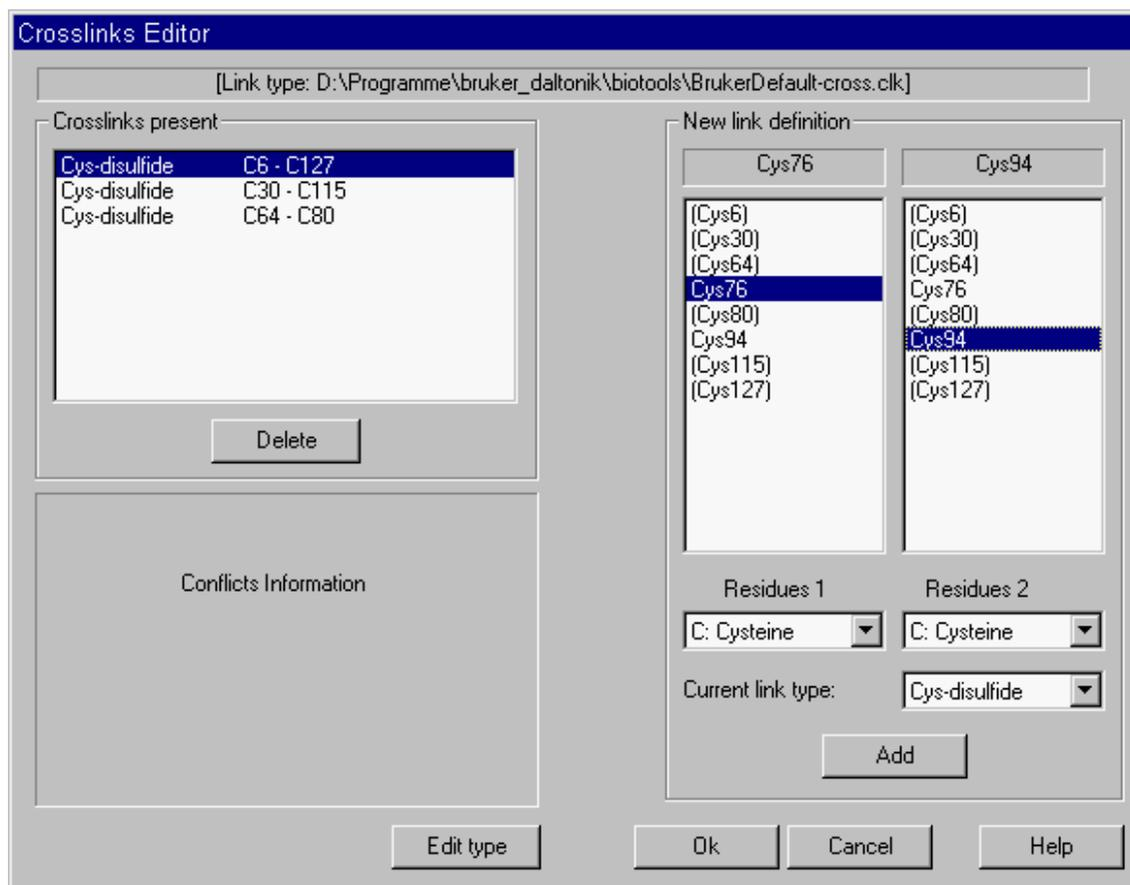 Crosslinks Editor
[Link type: D:\Programme\bruker_daltonik\biotools\BrukerDefault-cross.clk]
Crosslinks present
Cys-disulfide C6 - C127
Cys-disulfide C30 - C115
Cys-disulfide C64 - C80
Delete
Conflicts Information
New link definition
Cys76 Cys94
(Cys6) (Cys6)
(Cys30) (Cys30)
(Cys64) (Cys64)
Cys76 Cys76
(Cys80) (Cys80)
Cys94 Cys94
(Cys115) (Cys115)
(Cys127) (Cys127)
Residues 1 Residues 2
C: Cysteine C: Cysteine
Current link type: Cys-disulfide
Add
Edit type Ok Cancel Help